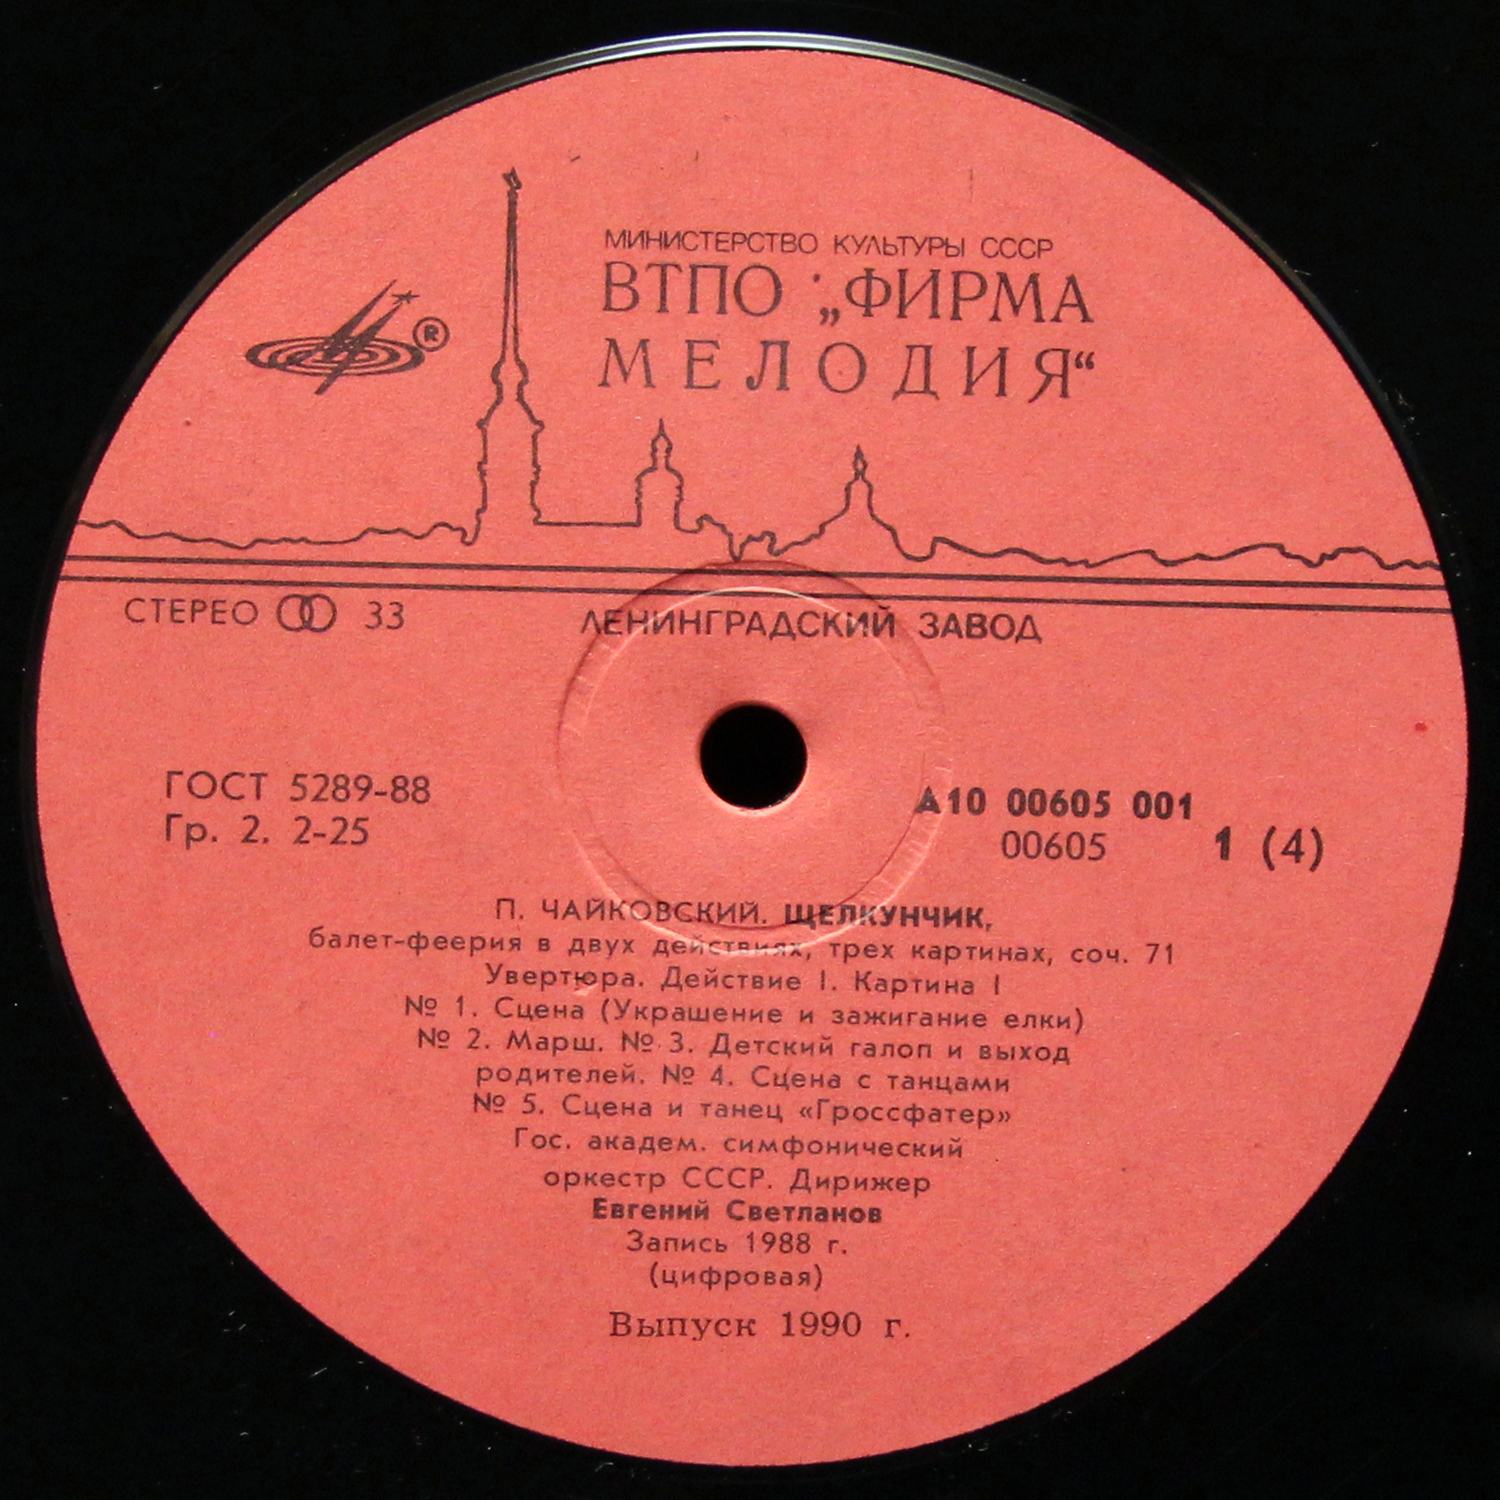 МИНИСТЕРСТВО КУЛЬТУРЫ СССР
ВТПО „ФИРМА
МЕЛОДИЯ“
®
СТЕРЕО 33
ЛЕНИНГРАДСКИЙ ЗАВОД
ГОСТ 5289-88
Гр. 2. 2-25
А10 00605 001
00605 1 (4)
П. ЧАЙКОВСКИЙ. ЩЕЛКУНЧИК,
балет-феерия в двух действиях, трех картинах, соч. 71
Увертюра. Действие I. Картина I
№ 1. Сцена (Украшение и зажигание елки)
№ 2. Марш. № 3. Детский галоп и выход
родителей. № 4. Сцена с танцами
№ 5. Сцена и танец «Гроссфатер»
Гос. академ. симфонический
оркестр СССР. Дирижер
Евгений Светланов
Запись 1988 г.
(цифровая)
Выпуск 1990 г.